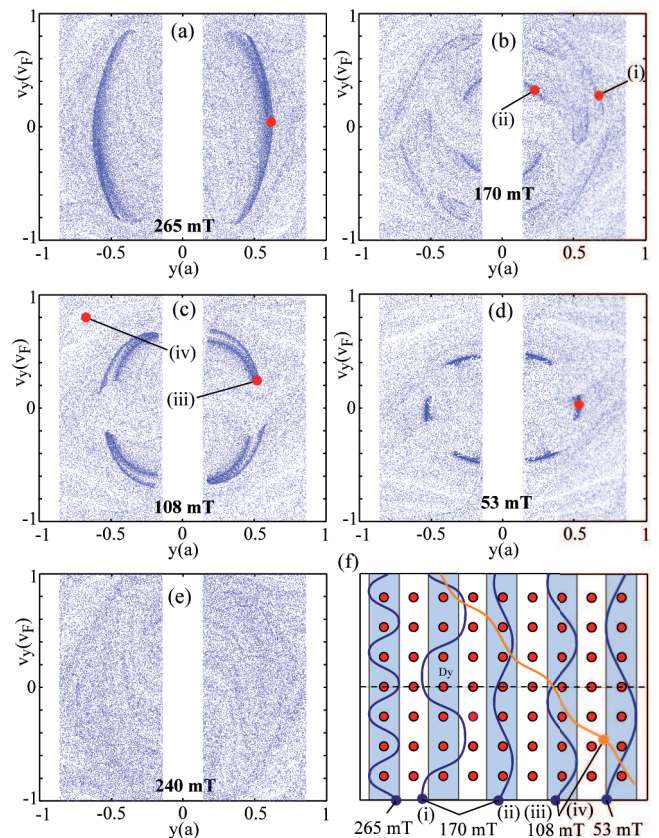 (a)
v_y(v_F)
1
0
-1
265 mT
-1 -0.5 0 0.5 1
y(a)
(b)
v_y(v_F)
1
0
-1
(i)
(ii)
170 mT
-1 -0.5 0 0.5 1
y(a)
(c)
v_y(v_F)
1
0
-1
(iv)
(iii)
108 mT
-1 -0.5 0 0.5 1
y(a)
(d)
v_y(v_F)
1
0
-1
53 mT
-1 -0.5 0 0.5 1
y(a)
(e)
v_y(v_F)
1
0
-1
240 mT
-1 -0.5 0 0.5 1
y(a)
(f)
Dy
(i) (ii) (iii) (iv)
265 mT 170 mT 108 mT 53 mT